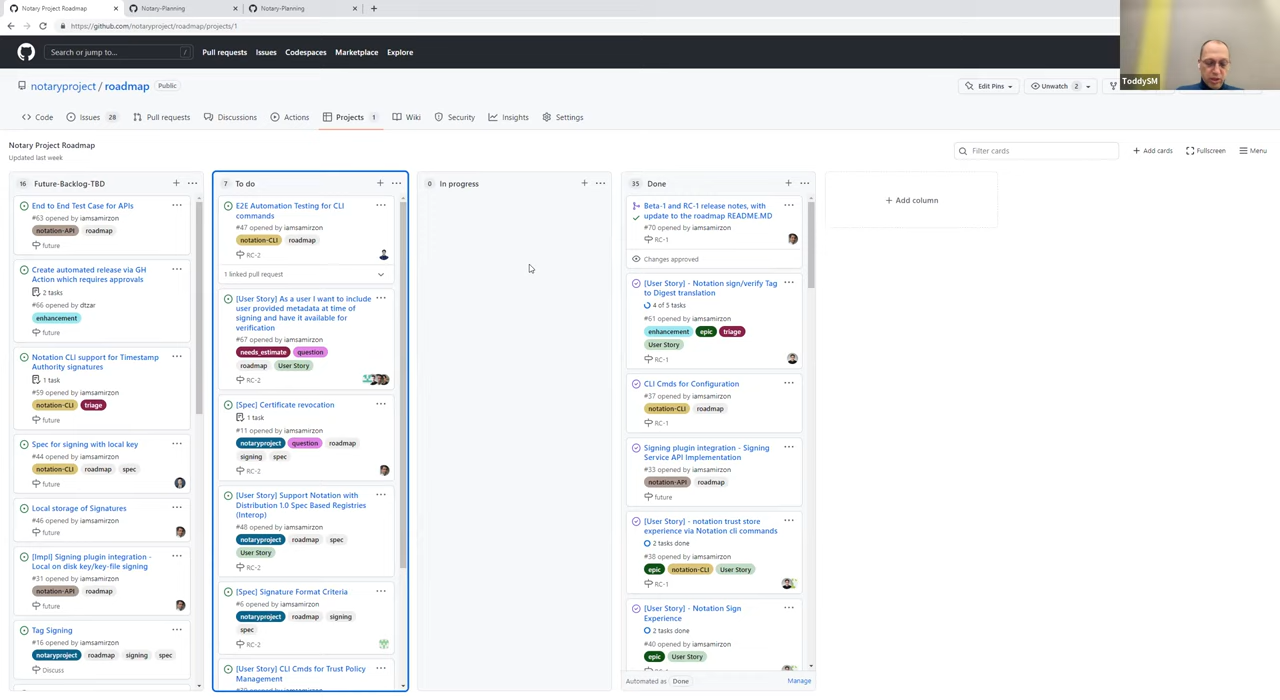 Notary Project Roadmap
Notary-Planning
Notary-Planning
https://github.com/notaryproject/roadmap/projects/1
Search or jump to...
/
Pull requests
Issues
Codespaces
Marketplace
Explore
ToddySM
notaryproject / roadmap
Public
Edit Pins
Unwatch 2
Code
Issues 28
Pull requests
Discussions
Actions
Projects 1
Wiki
Security
Insights
Settings
Notary Project Roadmap
Updated last week
Filter cards
+ Add cards
Fullscreen
Menu
16 Future-Backlog-TBD
End to End Test Case for APIs
#63 opened by iamsamirzon
notation-API roadmap
future
Create automated release via GH
Action which requires approvals
2 tasks
#66 opened by dtzar
enhancement
future
Notation CLI support for Timestamp
Authority signatures
1 task
#59 opened by iamsamirzon
notation-CLI triage
future
Spec for signing with local key
#44 opened by iamsamirzon
notation-CLI roadmap spec
future
Local storage of Signatures
#46 opened by iamsamirzon
future
[Impl] Signing plugin integration -
Local on disk key/key-file signing
#31 opened by iamsamirzon
notation-API roadmap
future
Tag Signing
#16 opened by iamsamirzon
notaryproject roadmap signing spec
Discuss
7 To do
E2E Automation Testing for CLI
commands
#47 opened by iamsamirzon
notation-CLI roadmap
RC-2
1 linked pull request
[User Story] As a user I want to include
user provided metadata at time of
signing and have it available for
verification
#67 opened by iamsamirzon
needs_estimate question
roadmap User Story
RC-2
[Spec] Certificate revocation
1 task
#11 opened by iamsamirzon
notaryproject question roadmap
signing spec
RC-2
[User Story] Support Notation with
Distribution 1.0 Spec Based Registries
(Interop)
#48 opened by iamsamirzon
notaryproject roadmap spec
User Story
RC-2
[Spec] Signature Format Criteria
#6 opened by iamsamirzon
notaryproject roadmap signing
spec
RC-2
[User Story] CLI Cmds for Trust Policy
Management
0 In progress
35 Done
Beta-1 and RC-1 release notes, with
update to the roadmap README.MD
#70 opened by iamsamirzon
RC-1
Changes approved
[User Story] - Notation sign/verify Tag
to Digest translation
4 of 5 tasks
#61 opened by iamsamirzon
enhancement epic triage
User Story
RC-1
CLI Cmds for Configuration
#37 opened by iamsamirzon
notation-CLI roadmap
RC-1
Signing plugin integration - Signing
Service API Implementation
#33 opened by iamsamirzon
notation-API roadmap
future
[User Story] - notation trust store
experience via Notation cli commands
2 tasks done
#38 opened by iamsamirzon
epic notation-CLI User Story
RC-1
[User Story] - Notation Sign
Experience
2 tasks done
#40 opened by iamsamirzon
epic User Story
Automated as Done
Manage
+ Add column